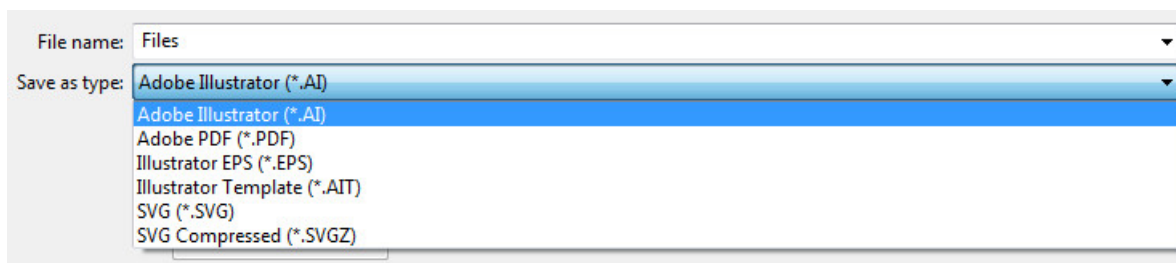 File name: Files
Save as type: Adobe Illustrator (*.AI)
Adobe Illustrator (*.AI)
Adobe PDF (*.PDF)
Illustrator EPS (*.EPS)
Illustrator Template (*.AIT)
SVG (*.SVG)
SVG Compressed (*.SVGZ)